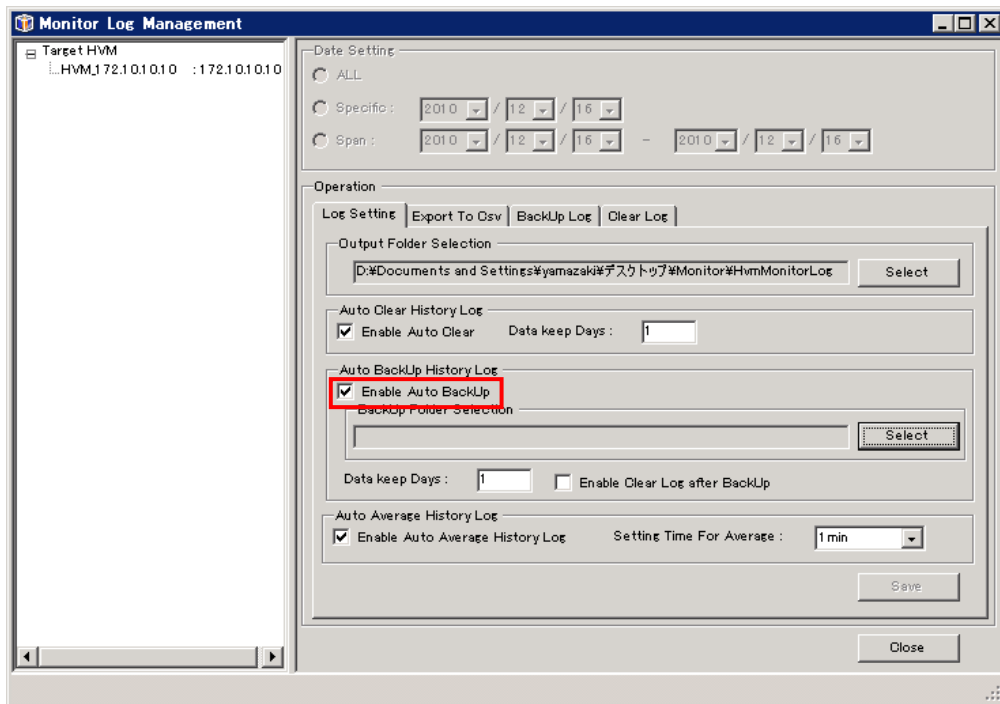 Monitor Log Management
Target HVM
HVM_172.10.10.10 : 172.10.10.10
Date Setting
ALL
Specific : 2010 / 12 / 16
Span : 2010 / 12 / 16 - 2010 / 12 / 16
Operation
Log Setting Export To Csv BackUp Log Clear Log
Output Folder Selection
D:¥Documents and Settings¥yamazaki¥デスクトップ¥Monitor¥HvmMonitorLog Select
Auto Clear History Log
Enable Auto Clear Data keep Days : 1
Auto BackUp History Log
Enable Auto BackUp
BackUp Folder Selection
Select
Data keep Days : 1 Enable Clear Log after BackUp
Auto Average History Log
Enable Auto Average History Log Setting Time For Average : 1 min
Save
Close